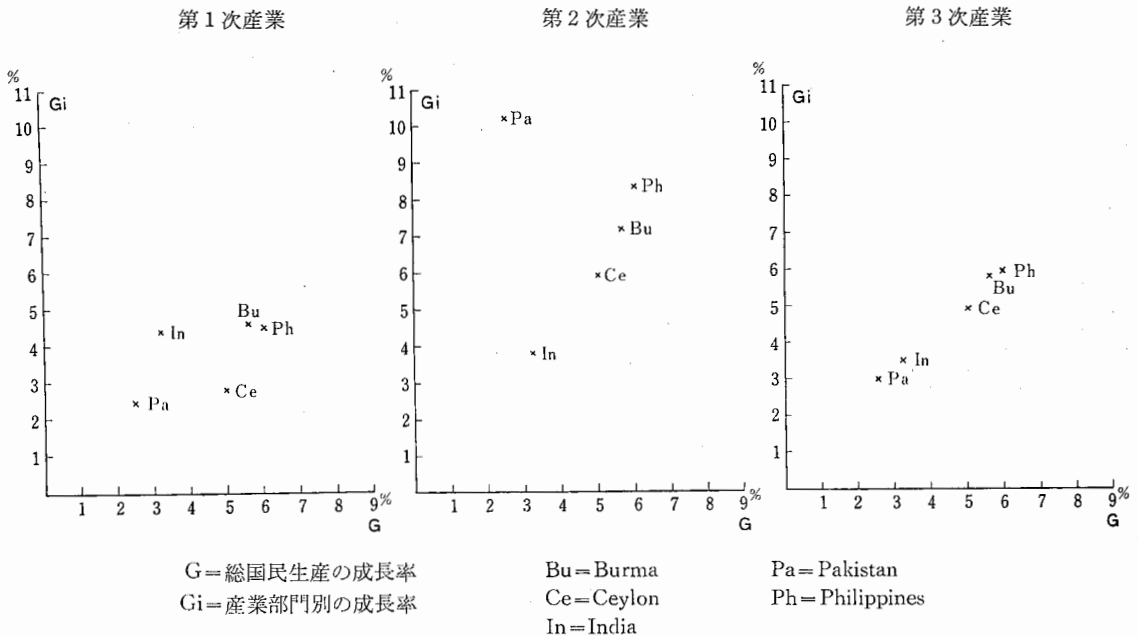 第1次産業
第2次産業
第3次産業
%
11
Gi
10
9
8
7
6
5
4
3
2
1
Bu
In
Ph
Ce
Pa
1 2 3 4 5 6 7 8 9%
G
%
11
Gi
10
9
8
7
6
5
4
3
2
1
Pa
Ph
Bu
Ce
In
1 2 3 4 5 6 7 8 9%
G
%
11
Gi
10
9
8
7
6
5
4
3
2
1
Ph
Bu
Ce
In
Pa
1 2 3 4 5 6 7 8 9%
G
G=総国民生産の成長率
Gi=産業部門別の成長率
Bu=Burma
Ce=Ceylon
In=India
Pa=Pakistan
Ph=Philippines